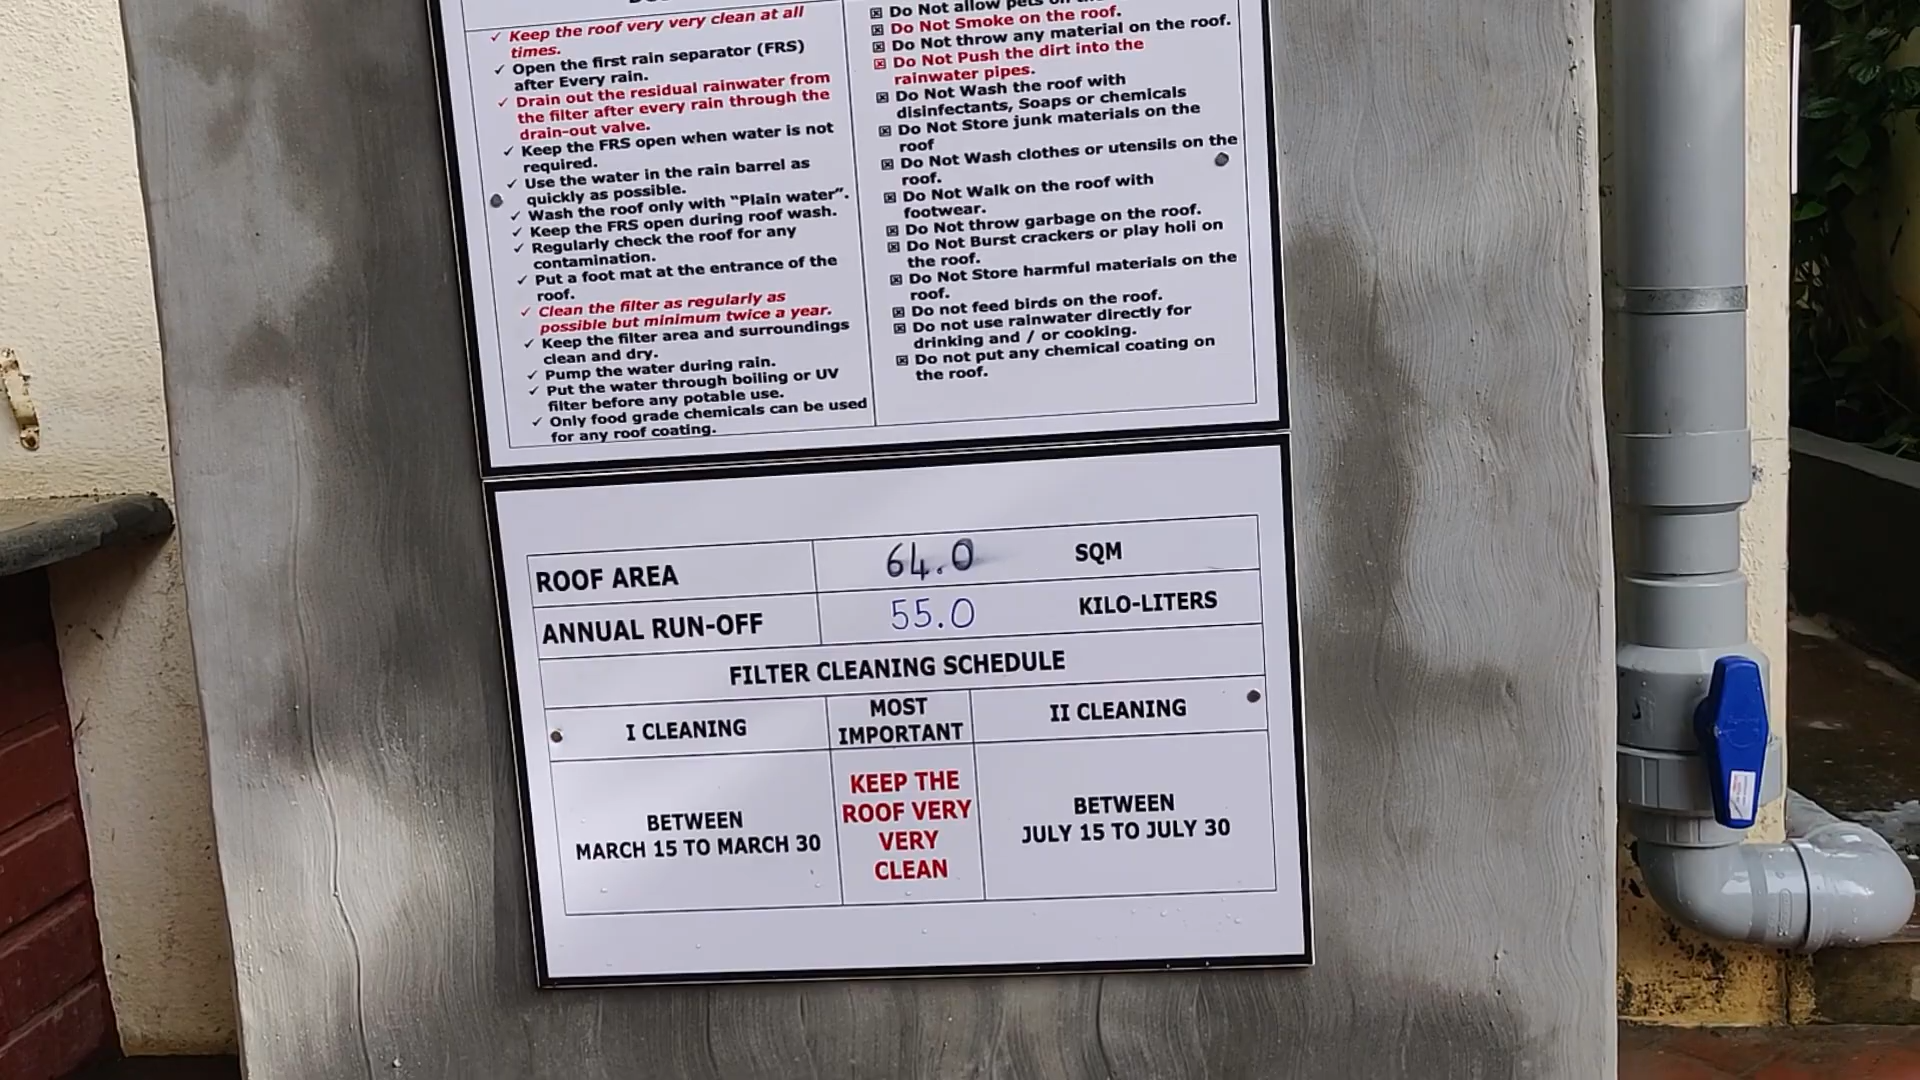 ✓ Keep the roof very very clean at all
times.
✓ Open the first rain separator (FRS)
after Every rain.
✓ Drain out the residual rainwater from
the filter after every rain through the
drain-out valve.
✓ Keep the FRS open when water is not
required.
✓ Use the water in the rain barrel as
quickly as possible.
✓ Wash the roof only with “Plain water”.
✓ Keep the FRS open during roof wash.
✓ Regularly check the roof for any
contamination.
✓ Put a foot mat at the entrance of the
roof.
✓ Clean the filter as regularly as
possible but minimum twice a year.
✓ Keep the filter area and surroundings
clean and dry.
✓ Pump the water during rain.
✓ Put the water through boiling or UV
filter before any potable use.
✓ Only food grade chemicals can be used
for any roof coating.
☒ Do Not allow pets on
☒ Do Not Smoke on the roof.
☒ Do Not throw any material on the roof.
☒ Do Not Push the dirt into the
rainwater pipes.
☒ Do Not Wash the roof with
disinfectants, Soaps or chemicals
☒ Do Not Store junk materials on the
roof
☒ Do Not Wash clothes or utensils on the
roof.
☒ Do Not Walk on the roof with
footwear.
☒ Do Not throw garbage on the roof.
☒ Do Not Burst crackers or play holi on
the roof.
☒ Do Not Store harmful materials on the
roof.
☒ Do not feed birds on the roof.
☒ Do not use rainwater directly for
drinking and / or cooking.
☒ Do not put any chemical coating on
the roof.
ROOF AREA 64.0 SQM
ANNUAL RUN-OFF 55.0 KILO-LITERS
FILTER CLEANING SCHEDULE
I CLEANING
MOST
IMPORTANT
II CLEANING
BETWEEN
MARCH 15 TO MARCH 30
KEEP THE
ROOF VERY
VERY
CLEAN
BETWEEN
JULY 15 TO JULY 30